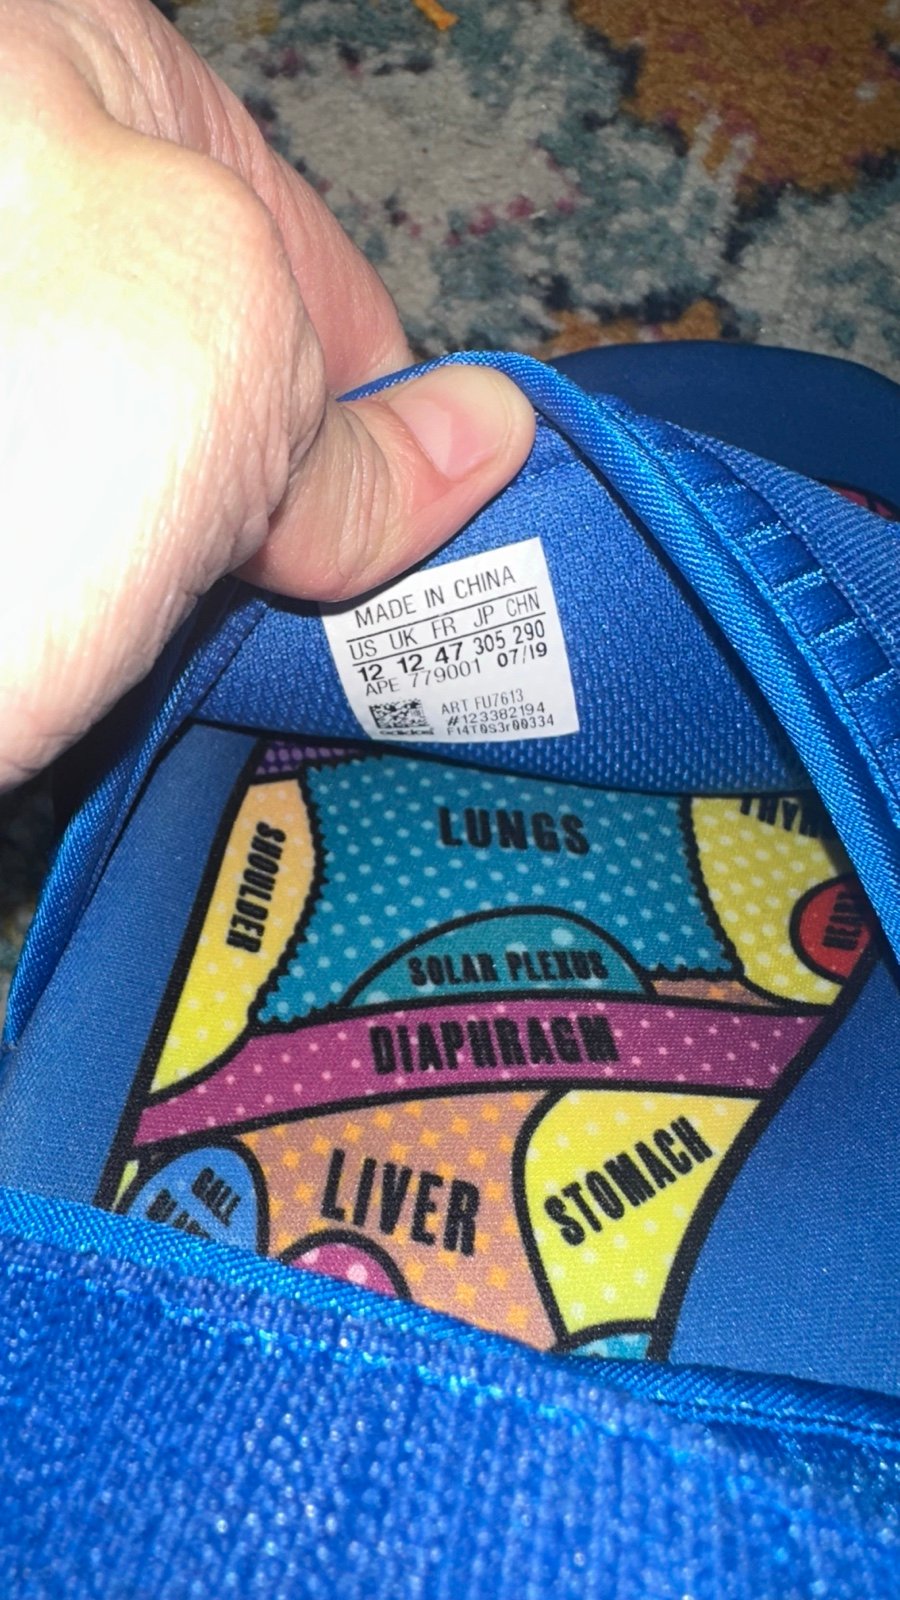 MADE IN CHINA
US UK FR JP CHN
12 12 47 305 290
APE 779001 07/19
ART FU7613
#123382194
F14T0S3r00334
adidas
LUNGS
SHOULDER
SOLAR PLEXUS
DIAPHRAGM
LIVER
STOMACH